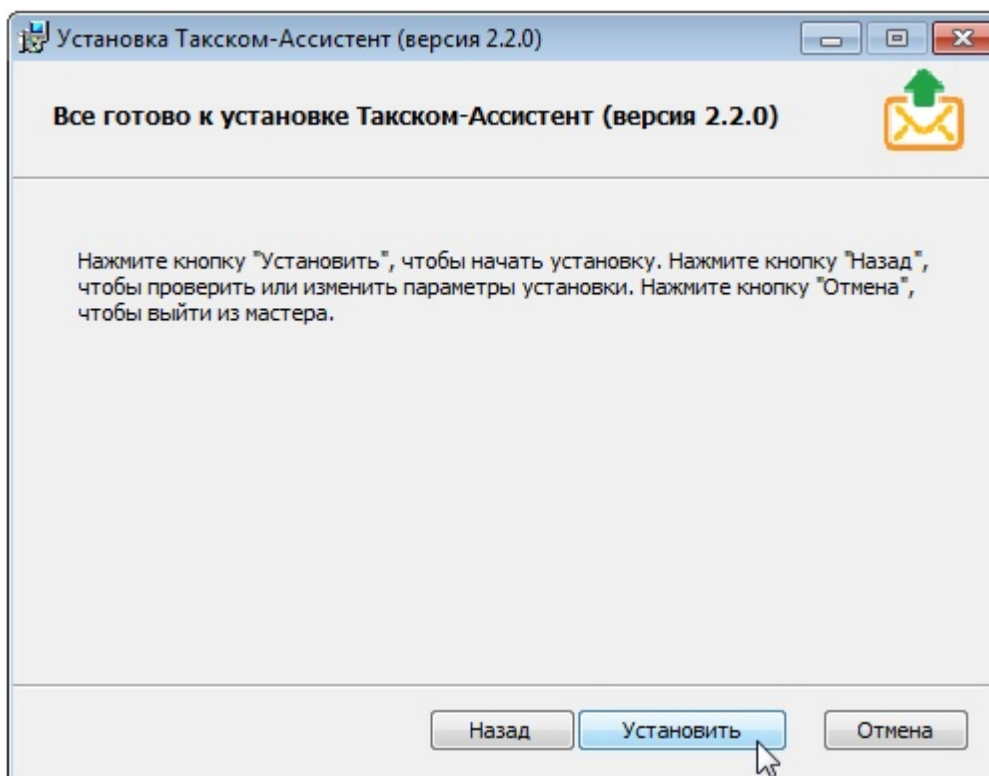 Установка Такском-Ассистент (версия 2.2.0)
Все готово к установке Такском-Ассистент (версия 2.2.0)
Нажмите кнопку "Установить", чтобы начать установку. Нажмите кнопку "Назад",
чтобы проверить или изменить параметры установки. Нажмите кнопку "Отмена",
чтобы выйти из мастера.
Назад Установить Отмена